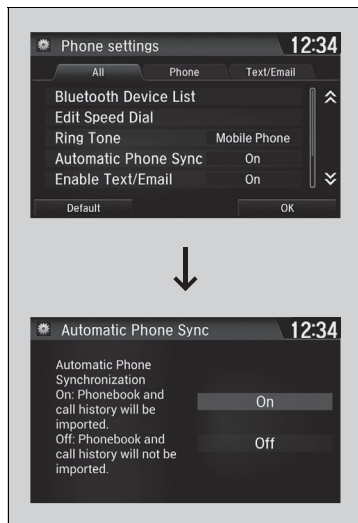 Phone settings 12:34
All Phone Text/Email
Bluetooth Device List
Edit Speed Dial
Ring Tone Mobile Phone
Automatic Phone Sync On
Enable Text/Email On
Default OK
Automatic Phone Sync 12:34
Automatic Phone
Synchronization
On: Phonebook and
call history will be
imported.
Off: Phonebook and
call history will not be
imported.
On
Off